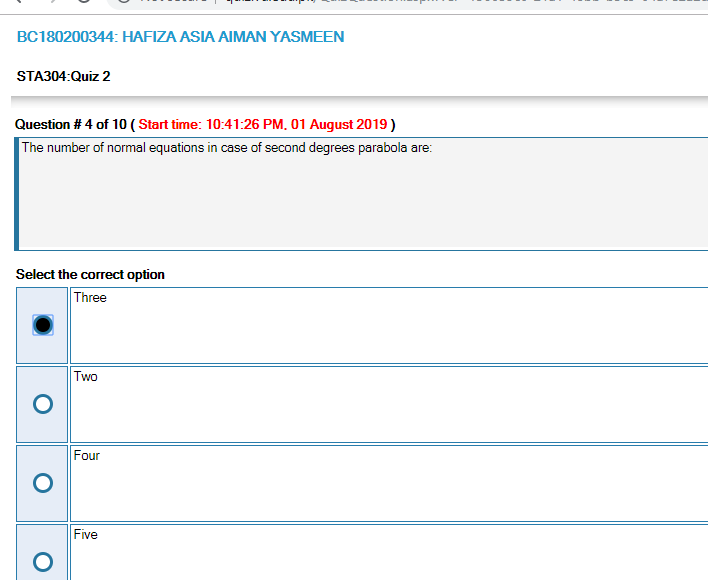 BC180200344: HAFIZA ASIA AIMAN YASMEEN
STA304:Quiz 2
Question # 4 of 10 ( Start time: 10:41:26 PM, 01 August 2019 )
The number of normal equations in case of second degrees parabola are:
Select the correct option
Three
Two
Four
Five